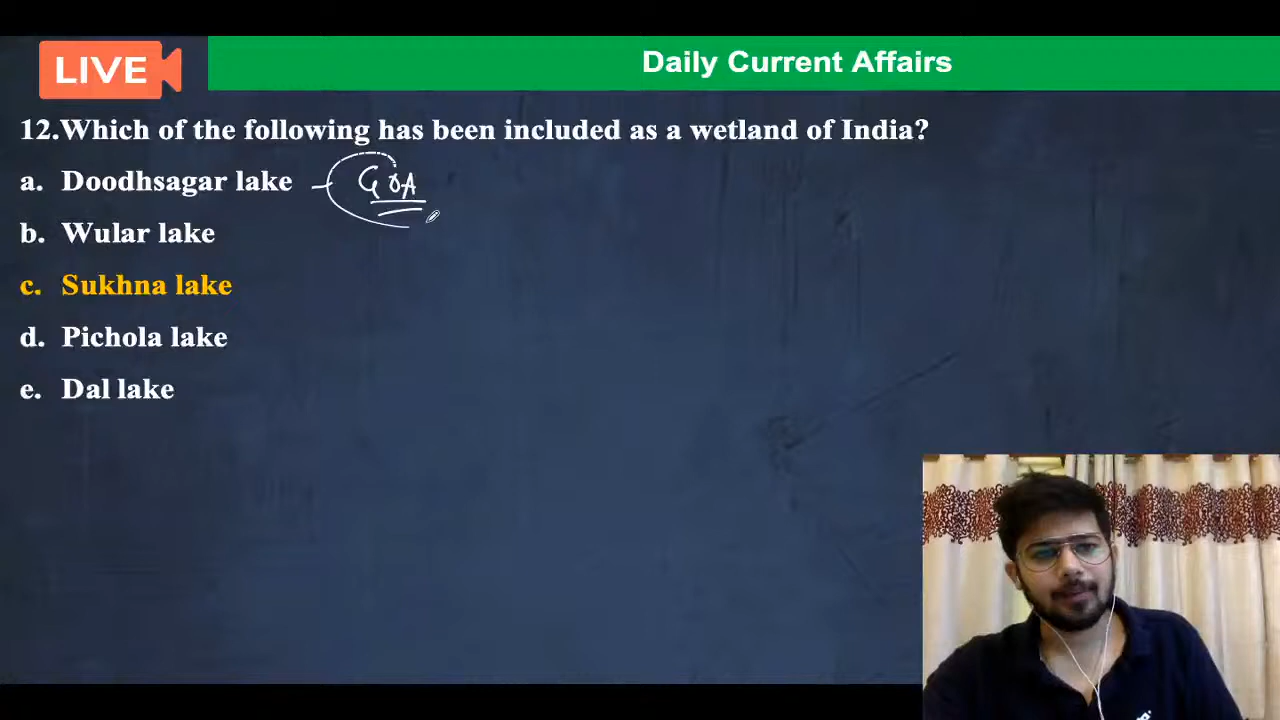 LIVE
Daily Current Affairs
12.Which of the following has been included as a wetland of India?
a. Doodhsagar lake GOA
b. Wular lake
c. Sukhna lake
d. Pichola lake
e. Dal lake